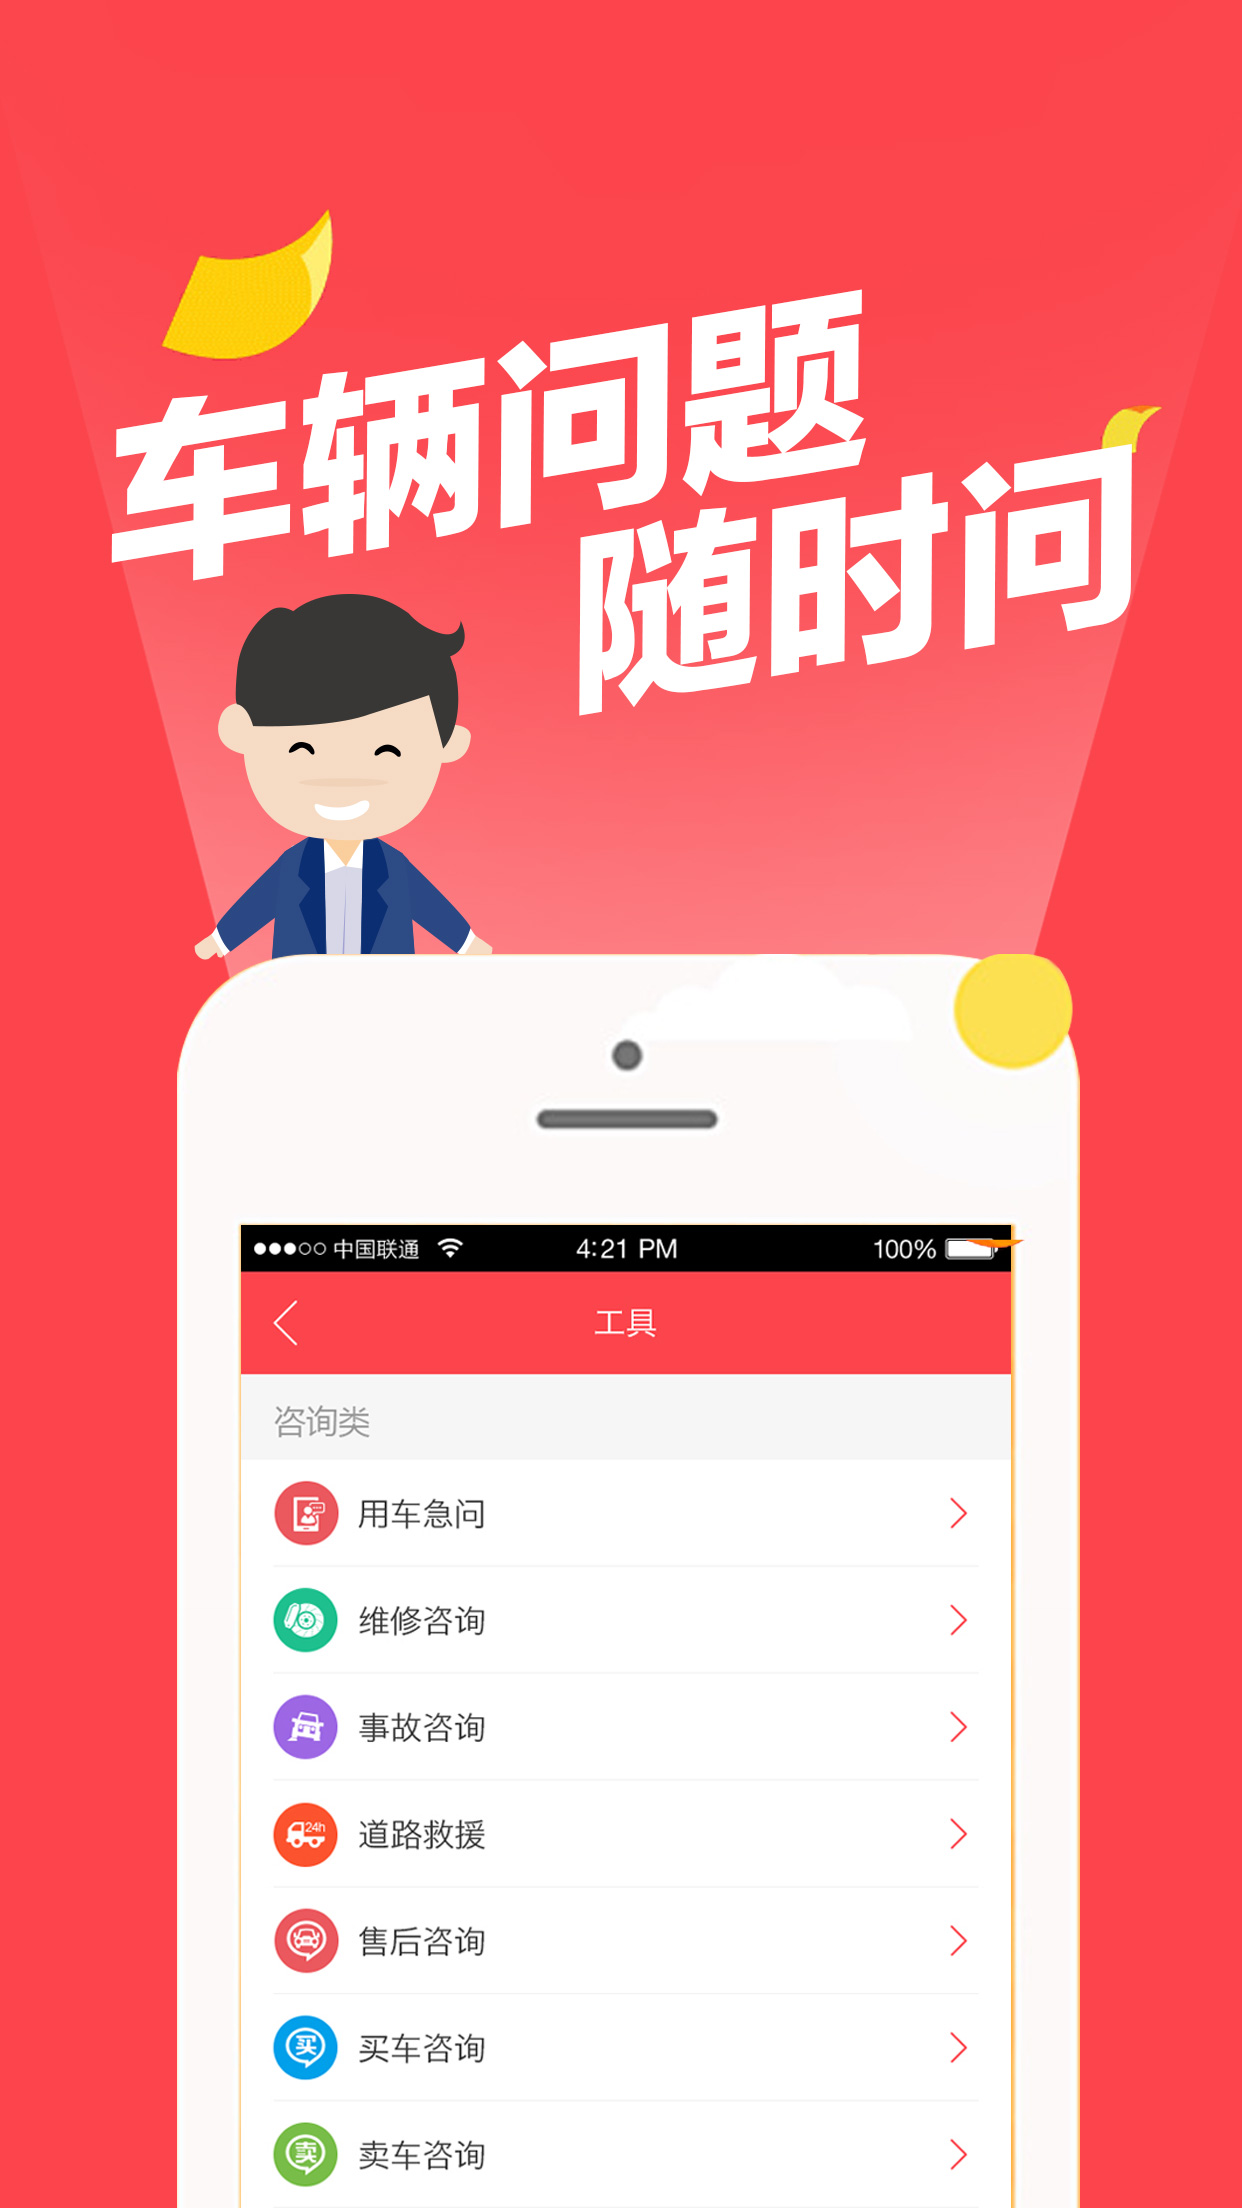 车辆问题
随时问
中国联通 4:21 PM 100%
工具
咨询类
用车急问
维修咨询
事故咨询
24h 道路救援
售后咨询
买 买车咨询
卖 卖车咨询